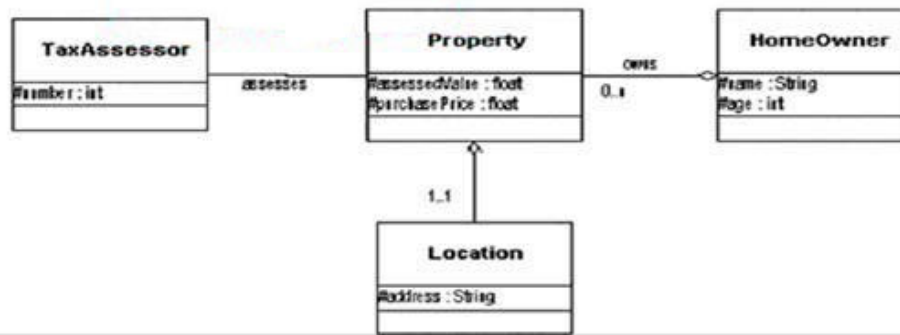 TaxAssessor
#number : int
assesses
Property
#assessedValue : float
#purchasePrice : float
owns
0..n
HomeOwner
#name : String
#age : int
1..1
Location
#address : String